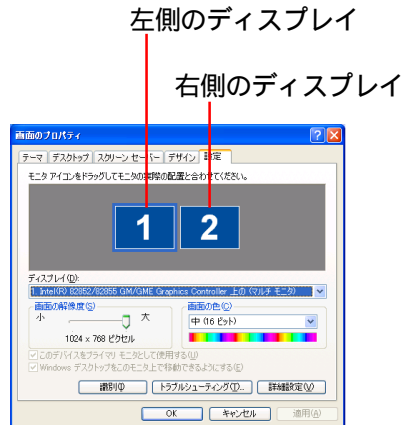 左側のディスプレイ
右側のディスプレイ
画面のプロパティ
テーマ デスクトップ スクリーン セーバー デザイン 設定
モニタ アイコンをドラッグしてモニタの実際の配置と合わせてください。
1 2
ディスプレイ(D):
1. Intel(R) 82852/82855 GM/GME Graphics Controller 上の (マルチ モニタ)
画面の解像度(S) 画面の色(C)
小 大 中 (16 ビット)
1024 x 768 ピクセル
このデバイスをプライマリ モニタとして使用する(U)
Windows デスクトップをこのモニタ上で移動できるようにする(E)
識別(I) トラブルシューティング(T)... 詳細設定(V)
OK キャンセル 適用(A)